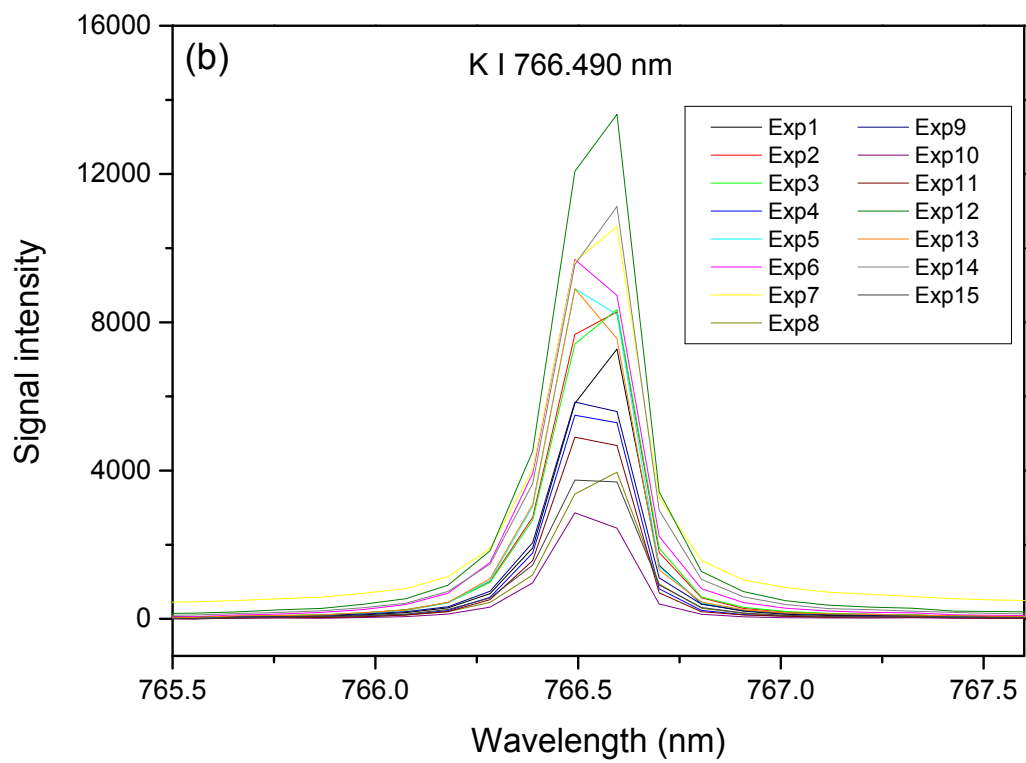 (b)
K I 766.490 nm
Exp1
Exp2
Exp3
Exp4
Exp5
Exp6
Exp7
Exp8
Exp9
Exp10
Exp11
Exp12
Exp13
Exp14
Exp15
16000
12000
8000
4000
0
Signal intensity
765.5 766.0 766.5 767.0 767.5
Wavelength (nm)